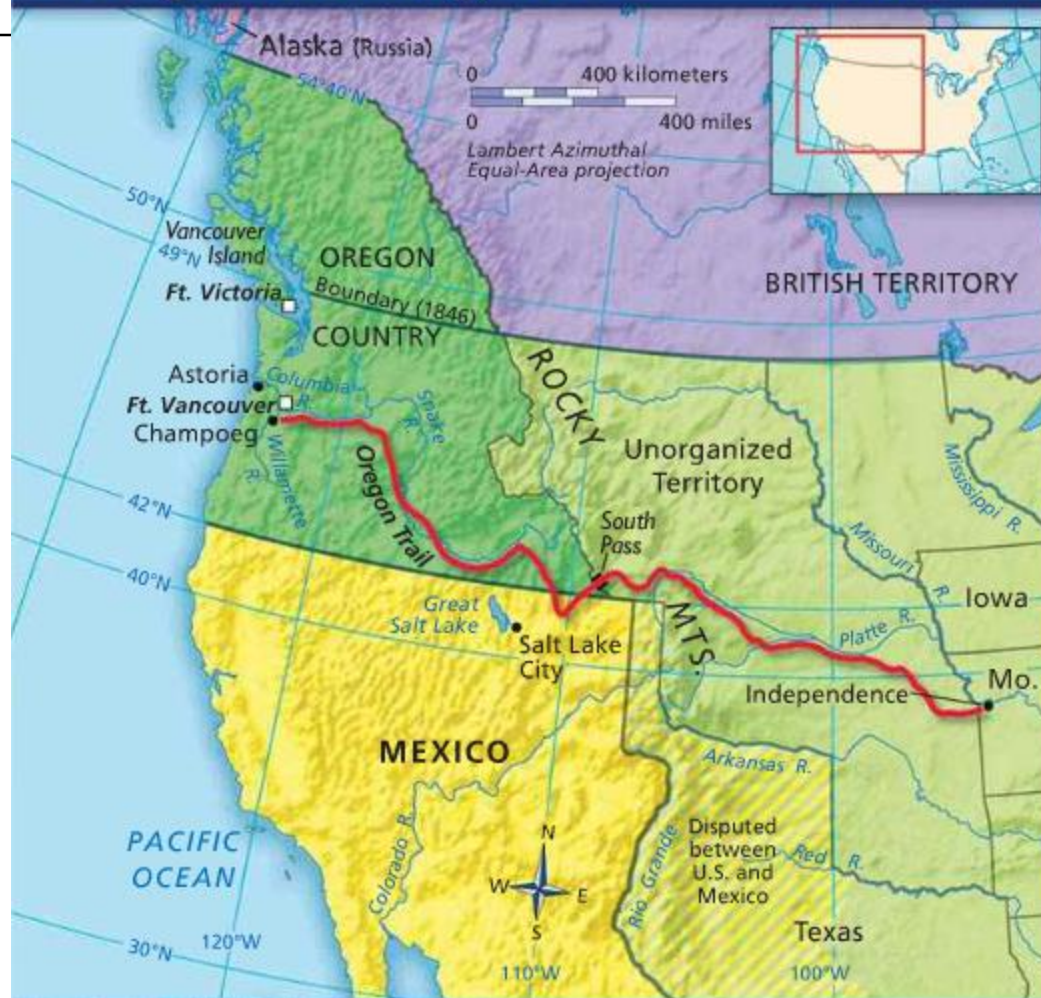 Alaska (Russia)
54°40'N
0 400 kilometers
0 400 miles
Lambert Azimuthal
Equal-Area projection
50°N
Vancouver
Island
49°N
OREGON
BRITISH TERRITORY
Ft. Victoria
Boundary (1846)
COUNTRY
ROCKY
Astoria
Columbia
R.
Ft. Vancouver
Snake
R.
Champoeg
Willamette
R.
Oregon Trail
Unorganized
Territory
Mississippi R.
42°N
South
Pass
Missouri
R.
40°N
Great
Salt Lake
Iowa
MTS.
Platte R.
Salt Lake
City
Mo.
Independence
MEXICO
Arkansas R.
Colorado R.
PACIFIC
OCEAN
N
W E
S
Rio Grande
Disputed
between
U.S. and
Mexico
Red R.
Texas
30°N
120°W
110°W
100°W